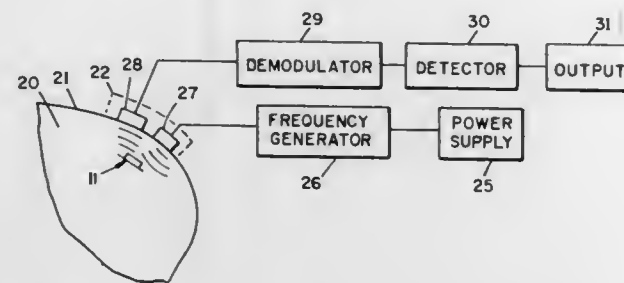 29
30
31
DEMODULATOR
DETECTOR
OUTPUT
28
22
27
21
20
FREQUENCY
GENERATOR
POWER
SUPPLY
26
25
11